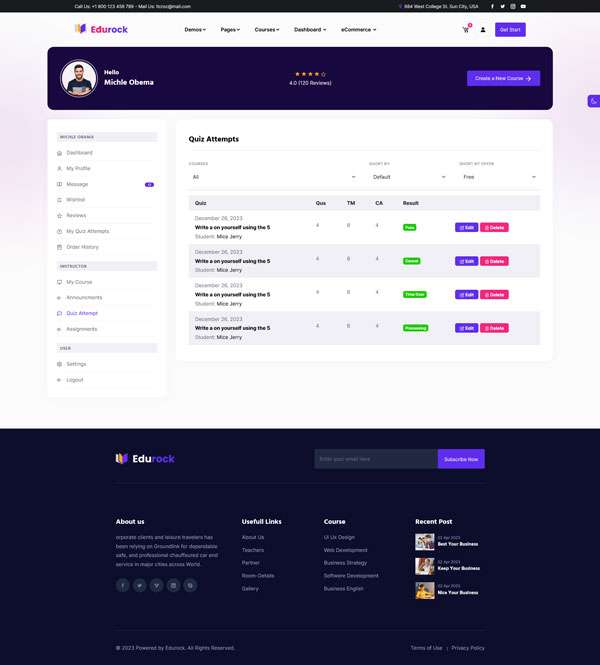 Call Us: +1 800 123 456 789 - Mail Us: Itcroc@mail.com
684 West College St. Sun City, USA
Edurock
Demos
Pages
Courses
Dashboard
eCommerce
Get Start
Hello
Michle Obema
4.0 (120 Reviews)
Create a New Course
MICHLE OBAMA
Dashboard
My Profile
Message
Wishlist
Reviews
My Quiz Attempts
Order History
INSTRUCTOR
My Course
Announments
Quiz Attempt
Assignments
USER
Settings
Logout
Quiz Attempts
COURSES
SHORT BY
SHORT BY OFFER
All
Default
Free
Quiz Qus TM CA Result
December 26, 2023
Write a on yourself using the 5 4 8 4 Pass Edit Delete
Student: Mice Jerry
December 26, 2023
Write a on yourself using the 5 4 8 4 Edit Delete
Student: Mice Jerry
December 26, 2023
Write a on yourself using the 5 4 8 4 Time Over Edit Delete
Student: Mice Jerry
December 26, 2023
Write a on yourself using the 5 4 8 4 Processing Edit Delete
Student: Mice Jerry
Edurock
Enter your email here
Subscribe Now
About us
orporate clients and leisure travelers has
been relying on Groundlink for dependable
safe, and professional chauffeured car end
service in major cities across World.
Usefull Links
About Us
Teachers
Partner
Room-Details
Gallery
Course
UI UX Design
Web Development
Business Strategy
Softwere Development
Business English
Recent Post
02 Apr 2023
Best Your Business
02 Apr 2023
Keep Your Business
02 Apr 2023
Nice Your Business
© 2023 Powered by Edurock. All Rights Reserved.
Terms of Use | Privacy Policy